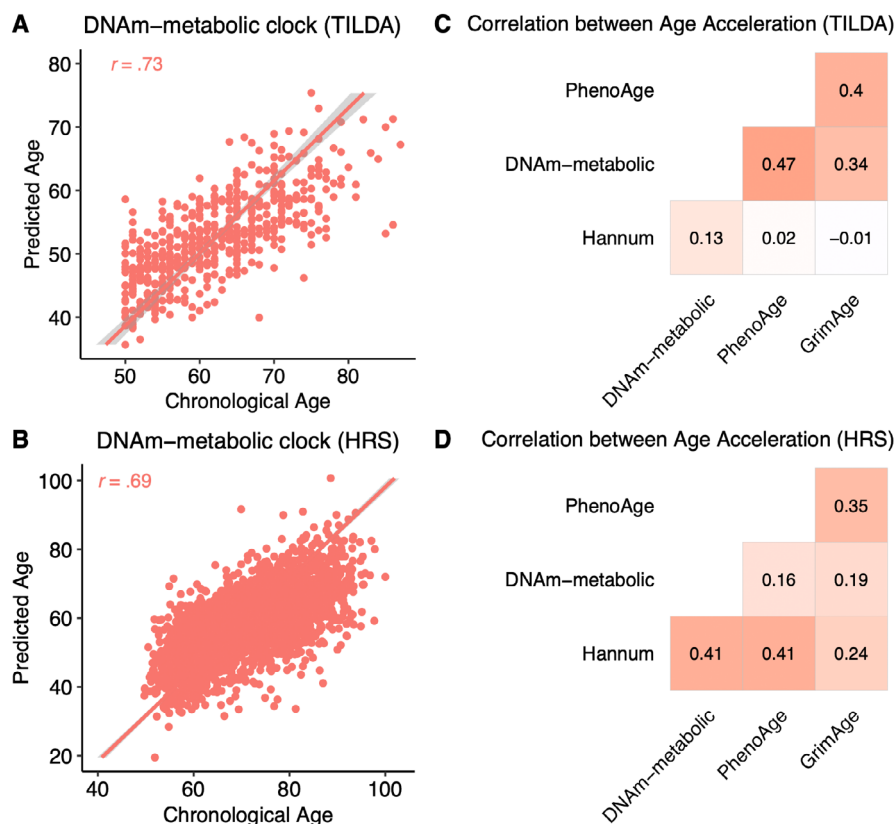 A
DNAm−metabolic clock (TILDA)
r = .73
80
70
60
50
40
Predicted Age
50 60 70 80
Chronological Age
C
Correlation between Age Acceleration (TILDA)
PhenoAge
0.4
DNAm−metabolic
0.47 0.34
Hannum
0.13 0.02 −0.01
DNAm−metabolic
PhenoAge
GrimAge
B
DNAm−metabolic clock (HRS)
r = .69
100
80
60
40
20
Predicted Age
40 60 80 100
Chronological Age
D
Correlation between Age Acceleration (HRS)
PhenoAge
0.35
DNAm−metabolic
0.16 0.19
Hannum
0.41 0.41 0.24
DNAm−metabolic
PhenoAge
GrimAge